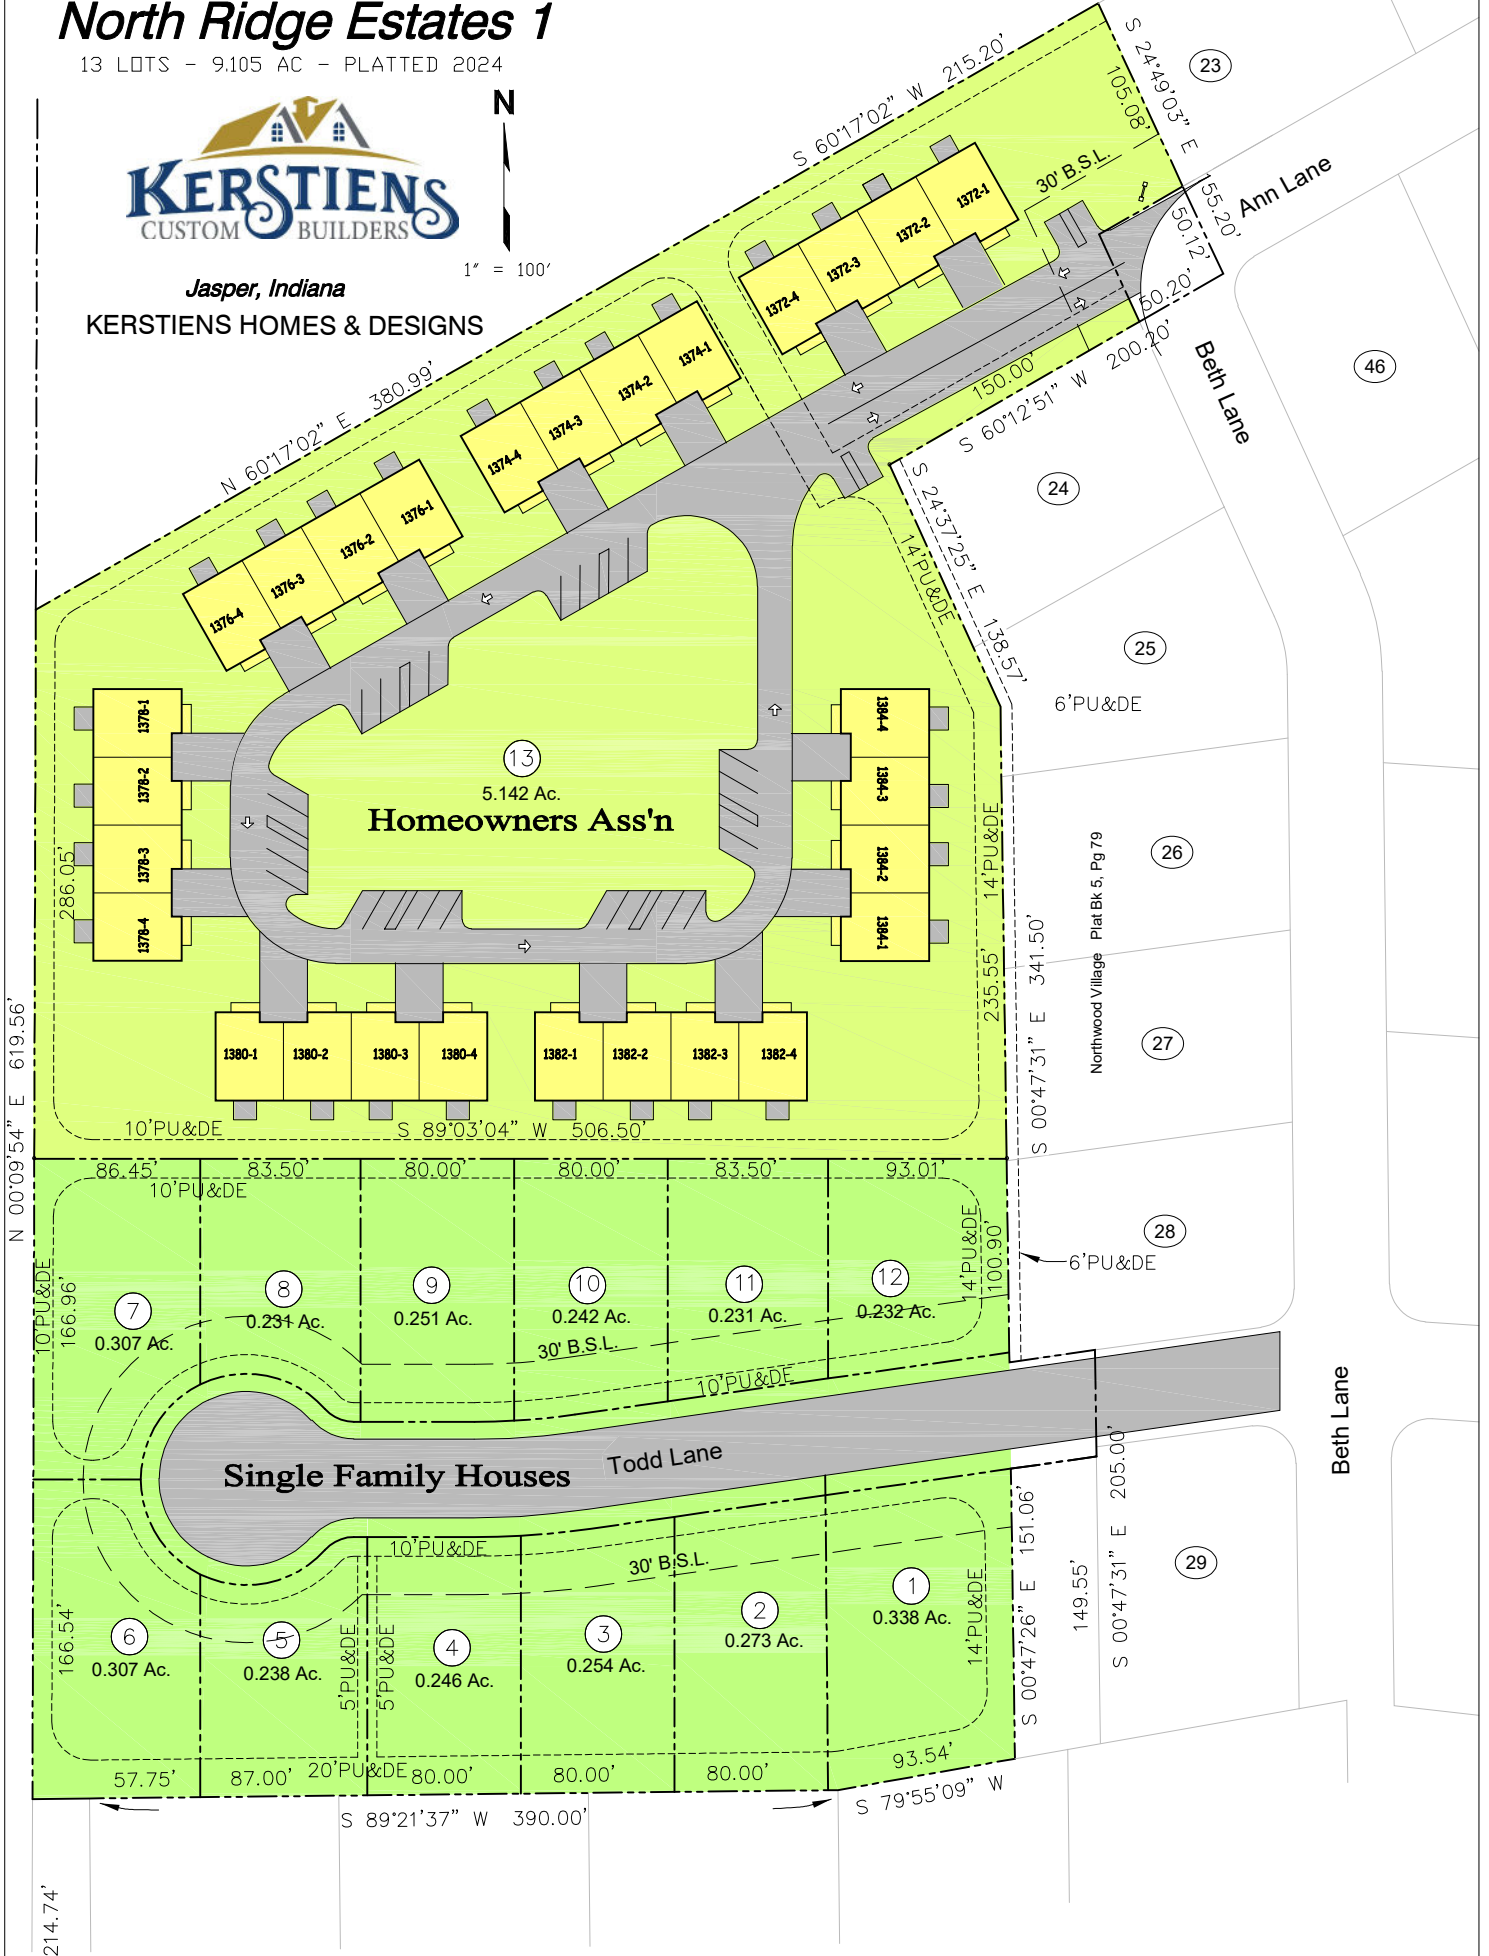 North Ridge Estates 1
13 LOTS - 9.105 AC - PLATTED 2024
KERSTIENS
CUSTOM BUILDERS
Jasper, Indiana
KERSTIENS HOMES & DESIGNS
N
1" = 100'
S 60°17'02" W 215.20'
S 24°49'03" E
155.20'
105.08'
50.12'
23
Ann Lane
30' B.S.L.
1372-1
1372-2
1372-3
1372-4
50.20'
150.00'
S 60°12'51" W 200.20'
Beth Lane
46
N 60°17'02" E 380.99'
1374-1
1374-2
1374-3
1374-4
1376-1
1376-2
1376-3
1376-4
S 24°37'25" E 138.57'
14'PU&DE
24
25
6'PU&DE
1378-1
1378-2
1378-3
1378-4
13
5.142 Ac.
Homeowners Ass'n
1384-4
1384-3
1384-2
1384-1
286.05'
14'PU&DE
235.55'
S 00°47'31" E 341.50'
Northwood Village Plat Bk 5, Pg 79
26
27
N 00°09'54" E 619.56'
1380-1
1380-2
1380-3
1380-4
1382-1
1382-2
1382-3
1382-4
10'PU&DE
S 89°03'04" W 506.50'
86.45'
83.50'
80.00'
80.00'
83.50'
93.01'
10'PU&DE
10'PU&DE
166.96'
14'PU&DE
100.90'
28
6'PU&DE
7
0.307 Ac.
8
0.231 Ac.
9
0.251 Ac.
10
0.242 Ac.
11
0.231 Ac.
12
0.232 Ac.
30' B.S.L.
10'PU&DE
Todd Lane
Single Family Houses
Beth Lane
10'PU&DE
30' B.S.L.
166.54'
6
0.307 Ac.
5
0.238 Ac.
5'PU&DE
5'PU&DE
4
0.246 Ac.
3
0.254 Ac.
2
0.273 Ac.
1
0.338 Ac.
14'PU&DE
S 00°47'26" E 151.06'
149.55'
S 00°47'31" E 205.00'
29
57.75'
87.00'
20'PU&DE
80.00'
80.00'
80.00'
93.54'
S 89°21'37" W 390.00'
S 79°55'09" W
214.74'